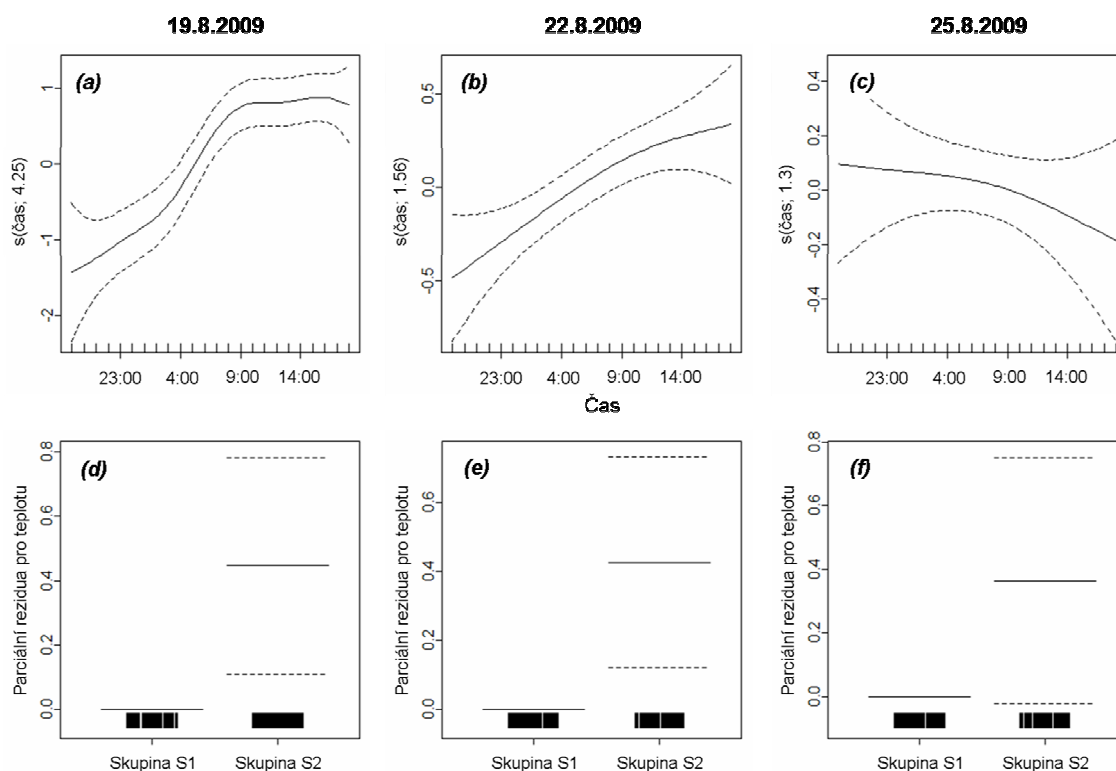 19.8.2009
22.8.2009
25.8.2009
(a)
s(čas; 4.25)
1
0
-1
-2
23:00 4:00 9:00 14:00
(b)
s(čas; 1.56)
0.5
0.0
-0.5
23:00 4:00 9:00 14:00
Čas
(c)
s(čas; 1.3)
0.4
0.2
0.0
-0.2
-0.4
23:00 4:00 9:00 14:00
(d)
Parciální rezidua pro teplotu
0.8
0.6
0.4
0.2
0.0
Skupina S1 Skupina S2
(e)
Parciální rezidua pro teplotu
0.6
0.4
0.2
0.0
Skupina S1 Skupina S2
(f)
Parciální rezidua pro teplotu
0.8
0.6
0.4
0.2
0.0
Skupina S1 Skupina S2